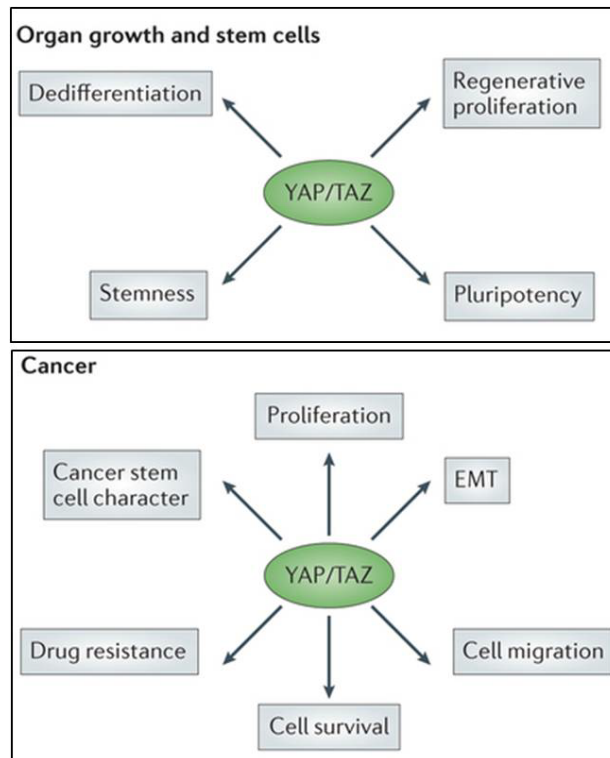 Organ growth and stem cells
Dedifferentiation
Regenerative
proliferation
YAP/TAZ
Stemness
Pluripotency
Cancer
Proliferation
Cancer stem
cell character
EMT
YAP/TAZ
Drug resistance
Cell migration
Cell survival